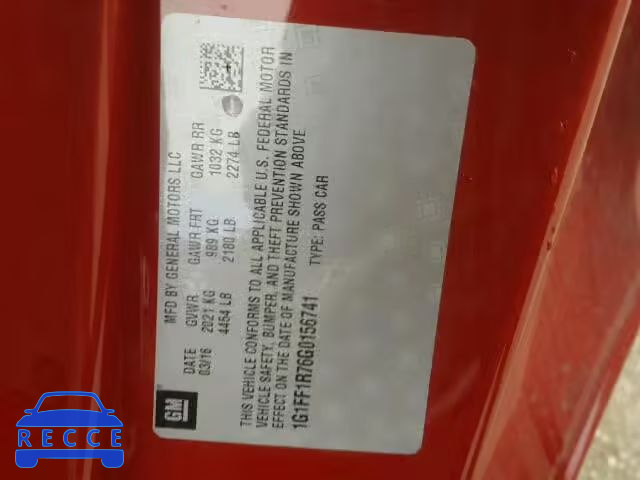 MFD BY GENERAL MOTORS LLC
DATE GVWR GAWR FRT GAWR RR
03/16 2021 KG 989 KG 1032 KG
4454 LB 2180 LB 2274 LB
THIS VEHICLE CONFORMS TO ALL APPLICABLE U.S. FEDERAL MOTOR
VEHICLE SAFETY, BUMPER, AND THEFT PREVENTION STANDARDS IN
EFFECT ON THE DATE OF MANUFACTURE SHOWN ABOVE
1G1FF1R76G0156741 TYPE: PASS CAR
GM
RECCE